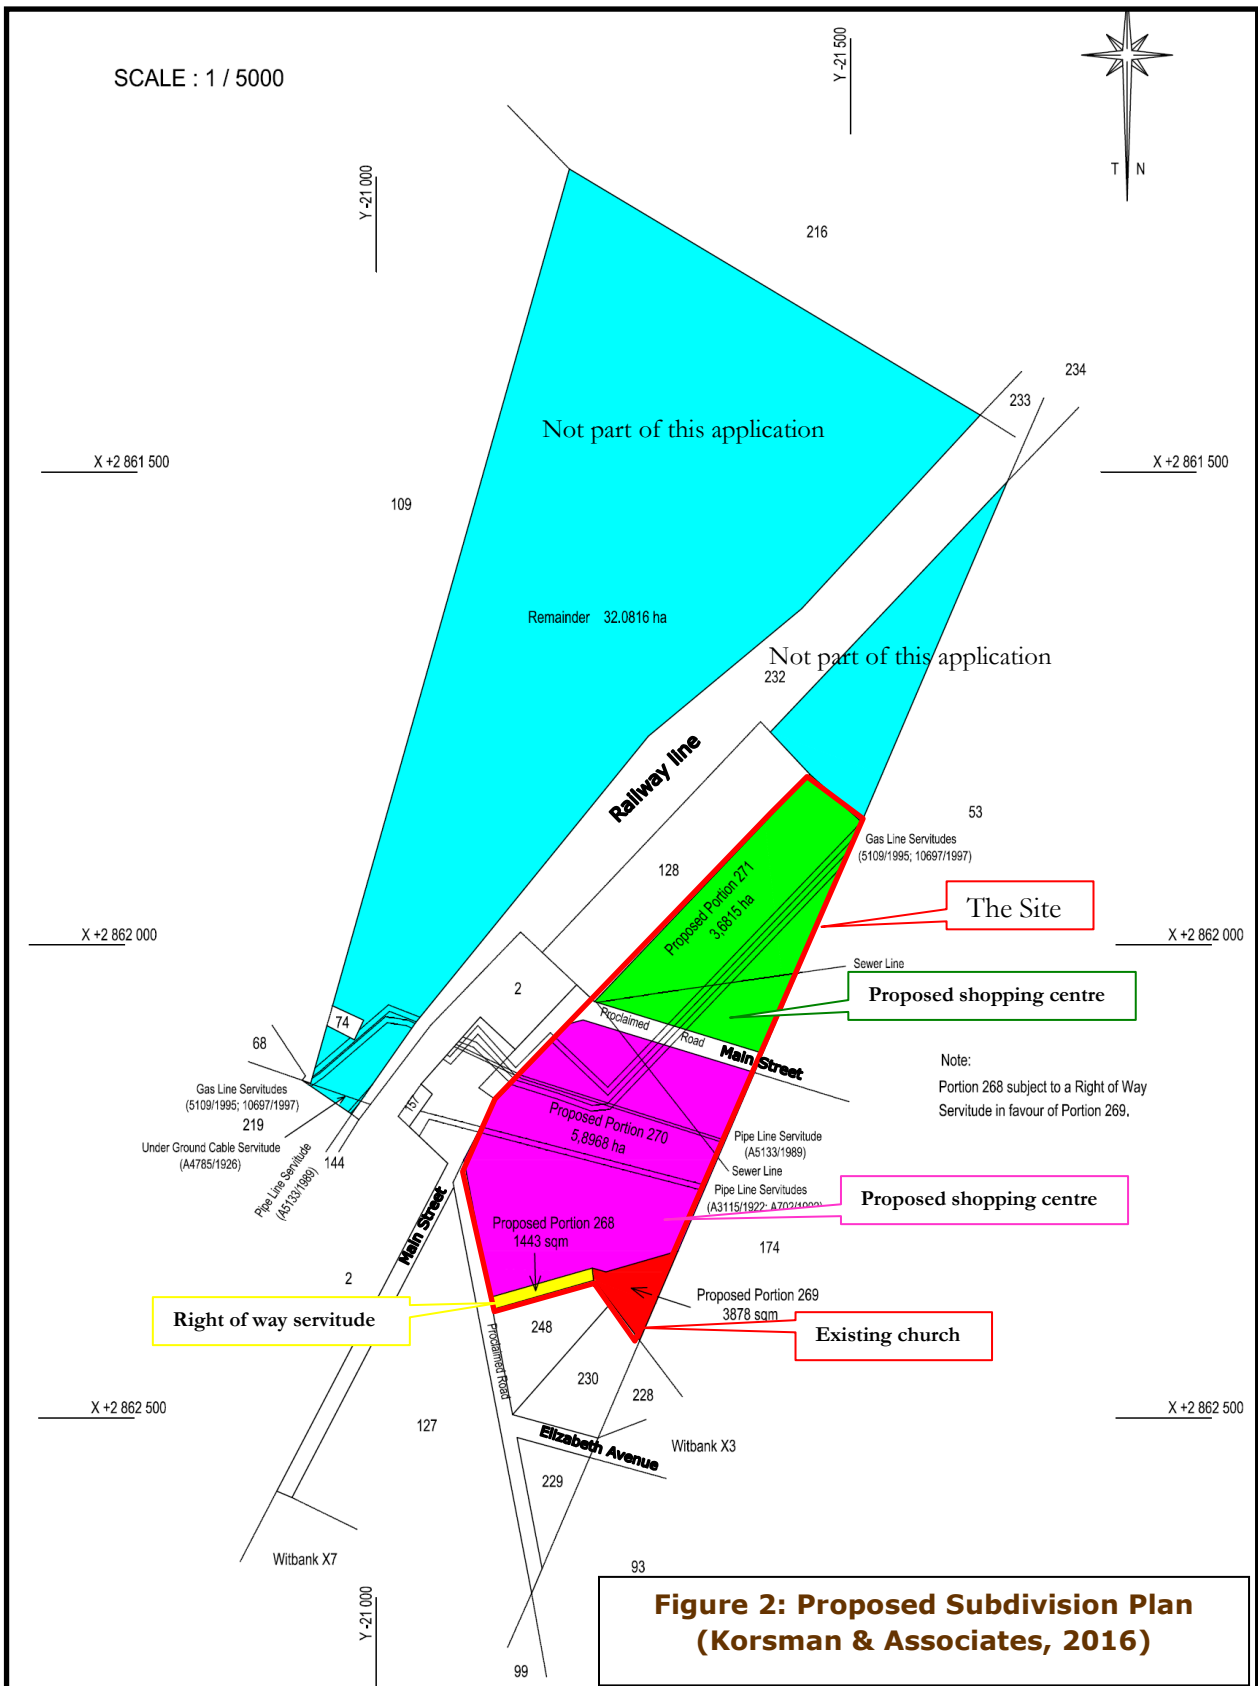 SCALE : 1 / 5000
Y -21 500
T N
Y -21 000
216
234
233
Not part of this application
X +2 861 500
X +2 861 500
109
Remainder 32.0816 ha
Not part of this application
232
Railway line
53
Gas Line Servitudes
(5109/1995; 10697/1997)
128
Proposed Portion 271
3,6815 ha
The Site
X +2 862 000
X +2 862 000
Sewer Line
2
Proposed shopping centre
74
Proclaimed
Road
Main Street
68
Note:
Portion 268 subject to a Right of Way
Servitude in favour of Portion 269.
Gas Line Servitudes
(5109/1995; 10697/1997)
219
157
Proposed Portion 270
5,8968 ha
Under Ground Cable Servitude
(A4785/1926)
144
Pipe Line Servitude
(A5133/1989)
Pipe Line Servitude
(A5133/1989)
Sewer Line
Pipe Line Servitudes
(A3115/1922; A702/1992)
Proposed shopping centre
Main Street
Proposed Portion 268
1443 sqm
174
2
Proposed Portion 269
3878 sqm
Right of way servitude
Existing church
248
Proclaimed Road
230
228
X +2 862 500
X +2 862 500
127
Elizabeth Avenue
Witbank X3
229
Witbank X7
93
Y -21 000
99
Figure 2: Proposed Subdivision Plan
(Korsman & Associates, 2016)